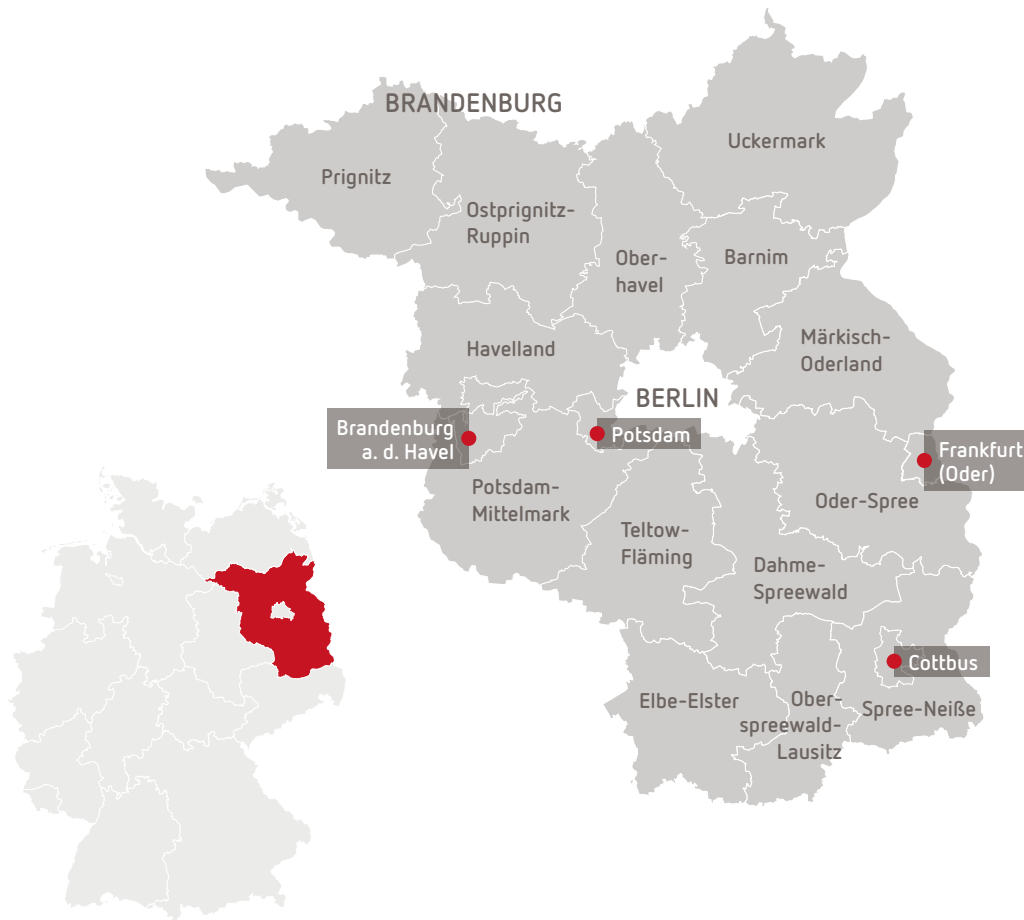 BRANDENBURG
Uckermark
Prignitz
Ostprignitz-
Ruppin
Ober-
havel
Barnim
Märkisch-
Oderland
Havelland
BERLIN
Brandenburg
a. d. Havel
Potsdam
Frankfurt
(Oder)
Potsdam-
Mittelmark
Oder-Spree
Teltow-
Fläming
Dahme-
Spreewald
Cottbus
Elbe-Elster
Ober-
spreewald-
Lausitz
Spree-Neiße